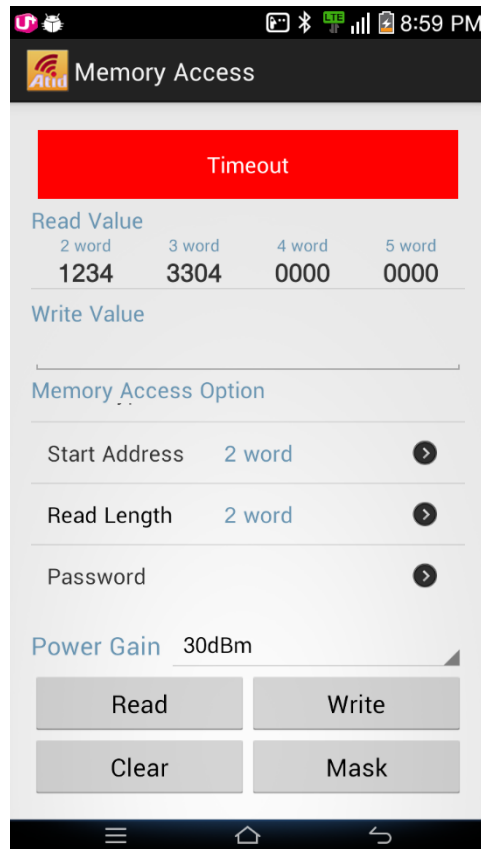 U+ LTE 8:59 PM
Atid Memory Access
Timeout
Read Value
2 word 3 word 4 word 5 word
1234 3304 0000 0000
Write Value
Memory Access Option
Start Address 2 word
Read Length 2 word
Password
Power Gain 30dBm
Read Write
Clear Mask